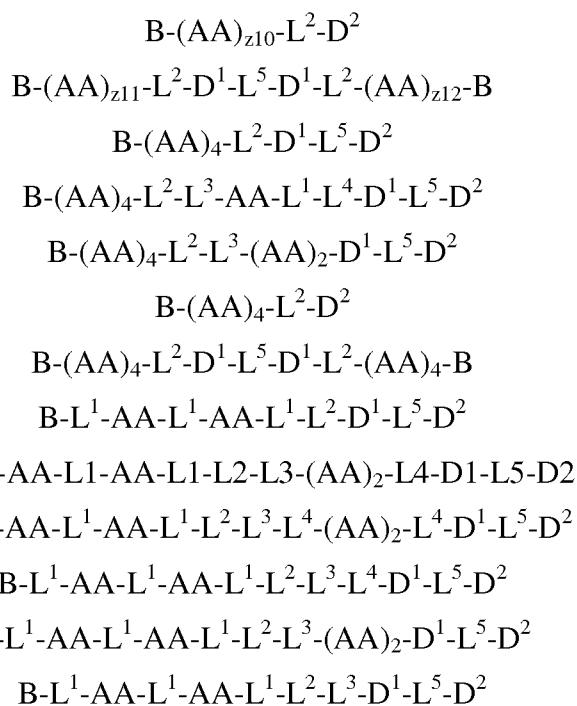 B-(AA)z10-L²-D²
B-(AA)z11-L²-D¹-L⁵-D¹-L²-(AA)z12-B
B-(AA)₄-L²-D¹-L⁵-D²
B-(AA)₄-L²-L³-AA-L¹-L⁴-D¹-L⁵-D²
B-(AA)₄-L²-L³-(AA)₂-D¹-L⁵-D²
B-(AA)₄-L²-D²
B-(AA)₄-L²-D¹-L⁵-D¹-L²-(AA)₄-B
B-L¹-AA-L¹-AA-L¹-L²-D¹-L⁵-D²
-AA-L1-AA-L1-L2-L3-(AA)₂-L4-D1-L5-D2
-AA-L¹-AA-L¹-L²-L³-L⁴-(AA)₂-L⁴-D¹-L⁵-D²
B-L¹-AA-L¹-AA-L¹-L²-L³-L⁴-D¹-L⁵-D²
-L¹-AA-L¹-AA-L¹-L²-L³-(AA)₂-D¹-L⁵-D²
B-L¹-AA-L¹-AA-L¹-L²-L³-D¹-L⁵-D²